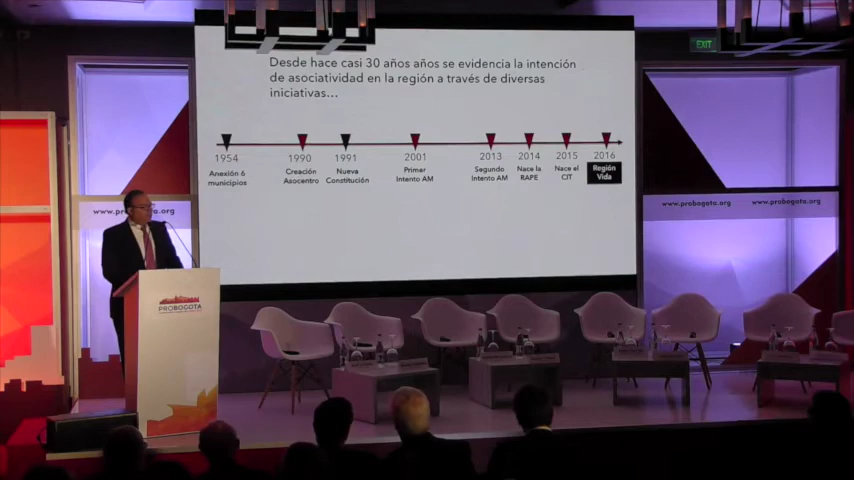 EXIT
Desde hace casi 30 años años se evidencia la intención
de asociatividad en la región a través de diversas
iniciativas...
1954
Anexión 6
municipios
1990
Creación
Asocentro
1991
Nueva
Constitución
2001
Primer
Intento AM
2013
Segundo
Intento AM
2014
Nace la
RAPE
2015
Nace el
CIT
2016
Región
Vida
www.probogota.org
www.probogota.org
www.probogota.org
PROBOGOTA